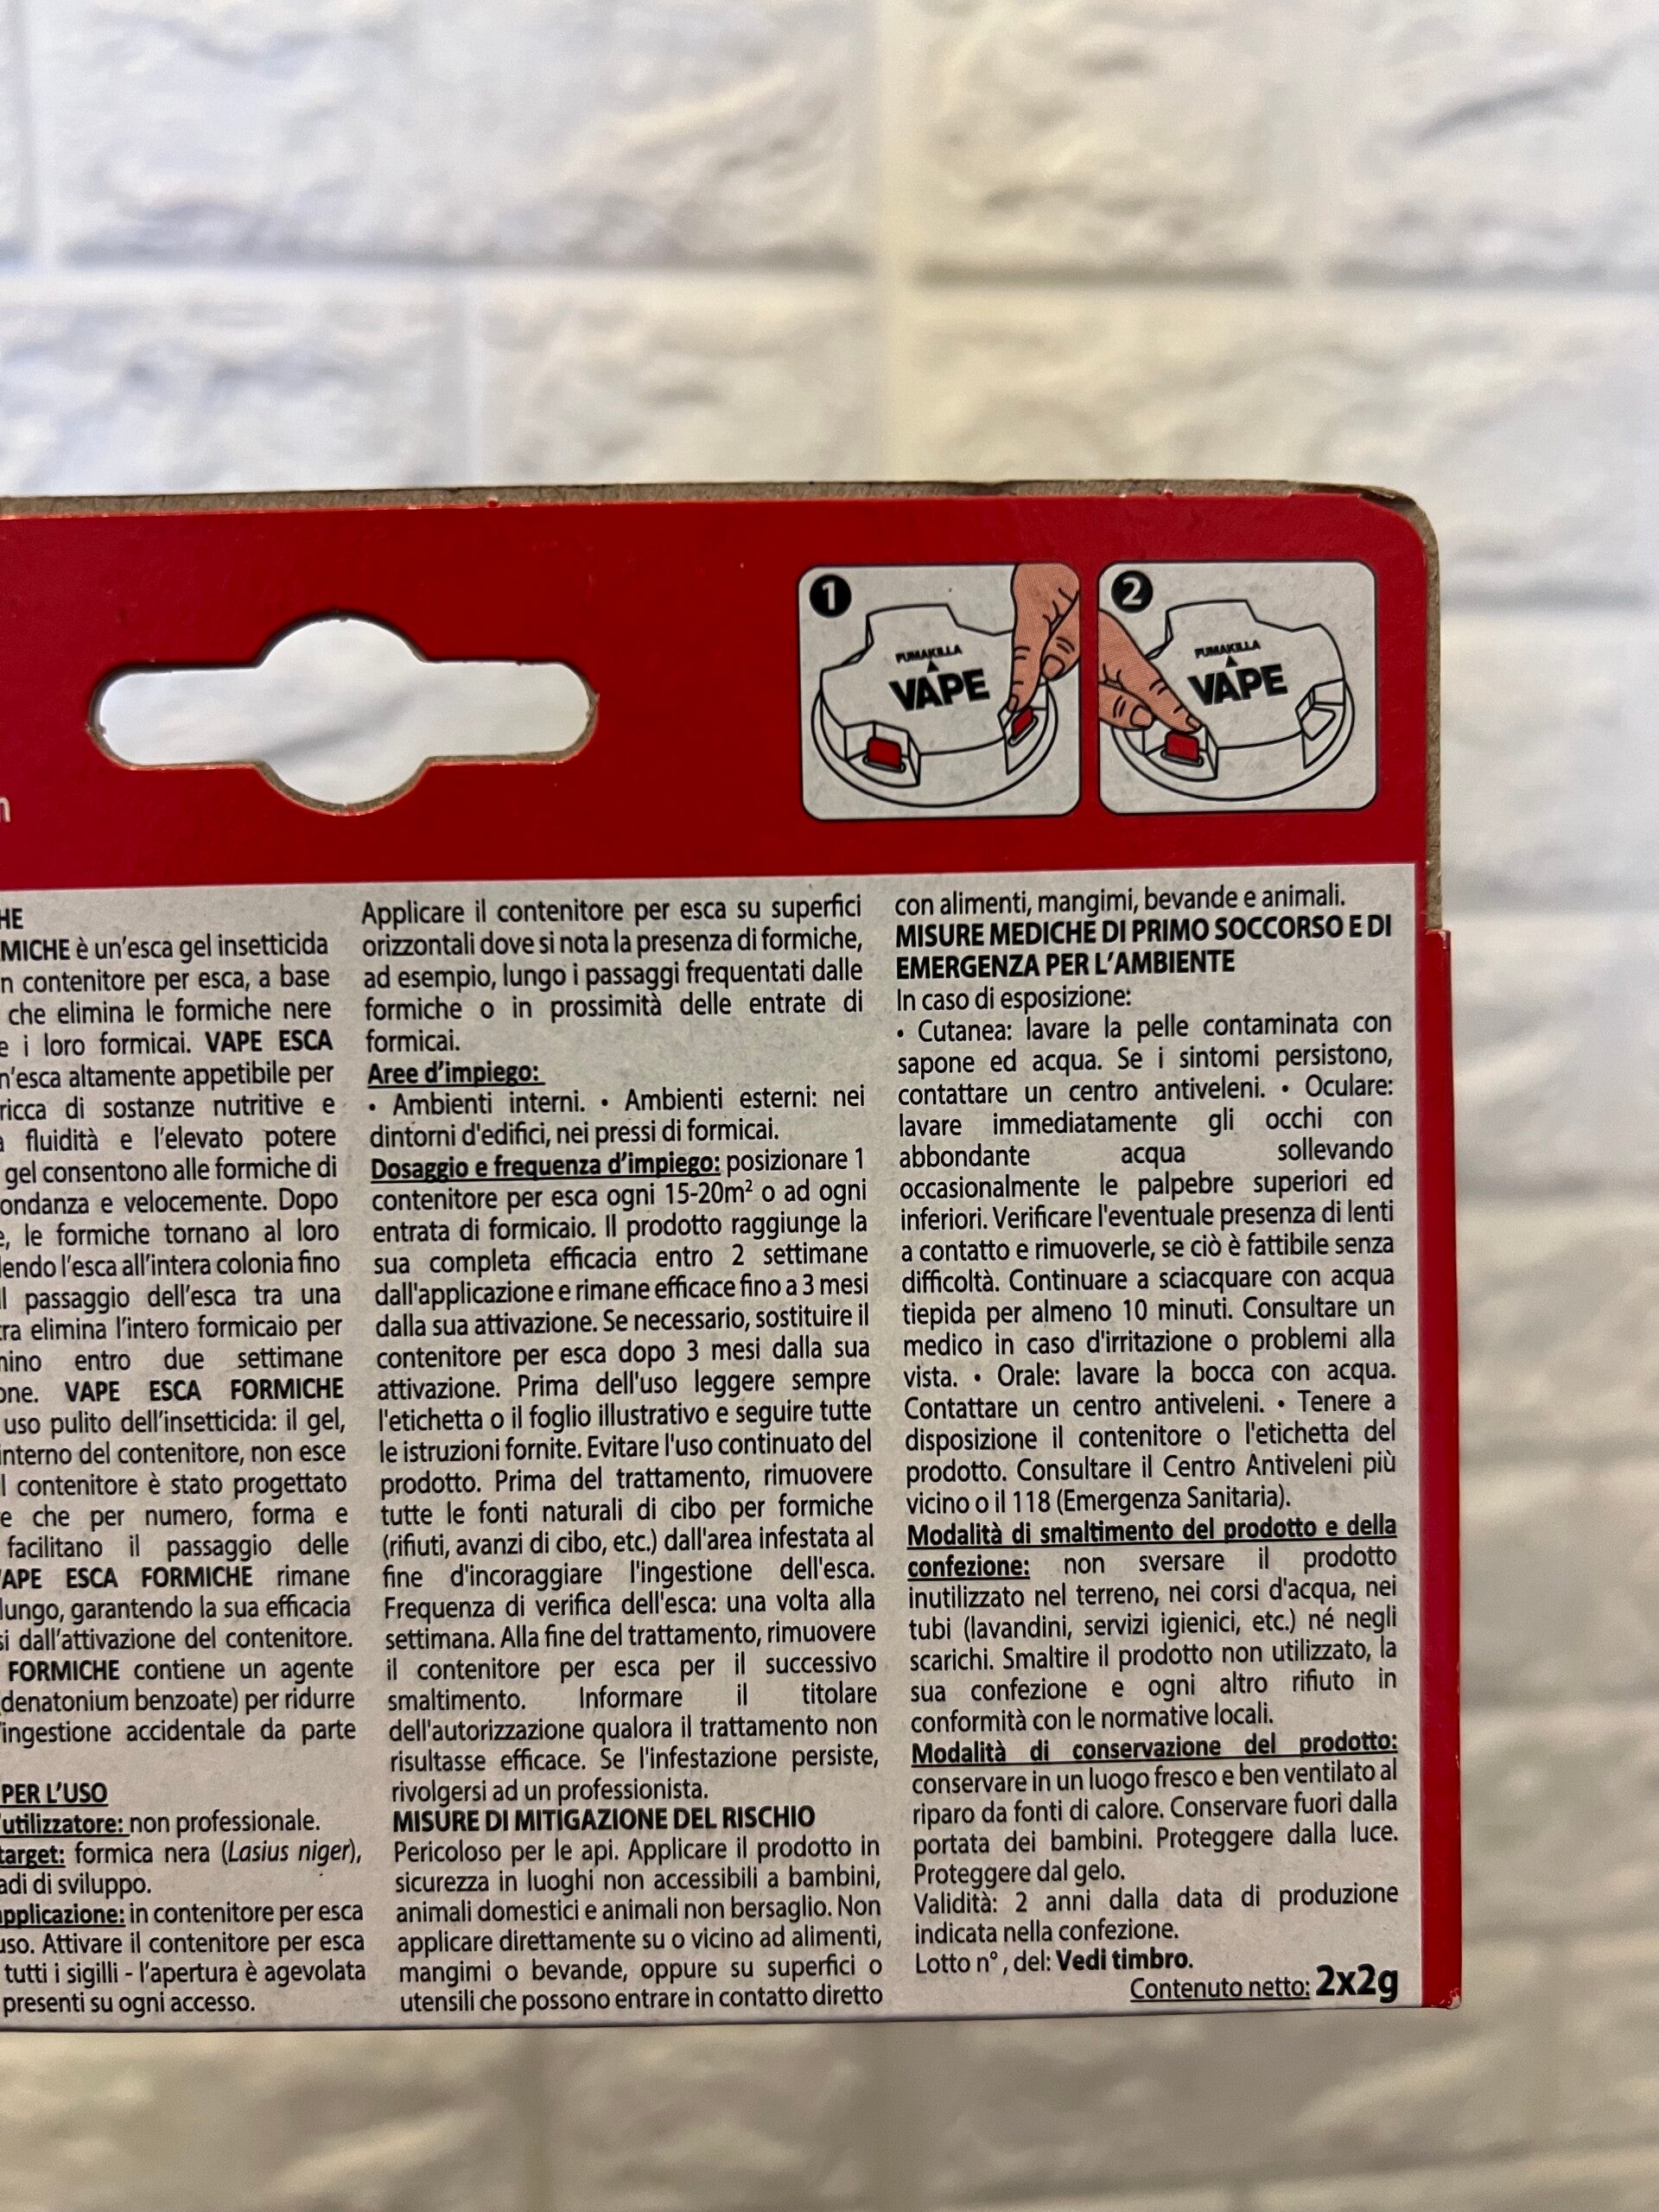 1
FUMAKILLA
VAPE
2
FUMAKILLA
VAPE
HE
MICHE è un'esca gel insetticida
n contenitore per esca, a base
che elimina le formiche nere
e i loro formicai. VAPE ESCA
n'esca altamente appetibile per
ricca di sostanze nutritive e
a fluidità e l'elevato potere
gel consentono alle formiche di
ondanza e velocemente. Dopo
e, le formiche tornano al loro
dendo l'esca all'intera colonia fino
Il passaggio dell'esca tra una
tra elimina l'intero formicaio per
mino entro due settimane
one. VAPE ESCA FORMICHE
uso pulito dell'insetticida: il gel,
interno del contenitore, non esce
l contenitore è stato progettato
e che per numero, forma e
facilitano il passaggio delle
VAPE ESCA FORMICHE rimane
lungo, garantendo la sua efficacia
si dall'attivazione del contenitore.
FORMICHE contiene un agente
(denatonium benzoate) per ridurre
l'ingestione accidentale da parte
PER L'USO
l'utilizzatore: non professionale.
target: formica nera (Lasius niger),
adi di sviluppo.
applicazione: in contenitore per esca
uso. Attivare il contenitore per esca
tutti i sigilli - l'apertura è agevolata
presenti su ogni accesso.
Applicare il contenitore per esca su superfici
orizzontali dove si nota la presenza di formiche,
ad esempio, lungo i passaggi frequentati dalle
formiche o in prossimità delle entrate di
formicai.
Aree d'impiego:
• Ambienti interni. • Ambienti esterni: nei
dintorni d'edifici, nei pressi di formicai.
Dosaggio e frequenza d'impiego: posizionare 1
contenitore per esca ogni 15-20m² o ad ogni
entrata di formicaio. Il prodotto raggiunge la
sua completa efficacia entro 2 settimane
dall'applicazione e rimane efficace fino a 3 mesi
dalla sua attivazione. Se necessario, sostituire il
contenitore per esca dopo 3 mesi dalla sua
attivazione. Prima dell'uso leggere sempre
l'etichetta o il foglio illustrativo e seguire tutte
le istruzioni fornite. Evitare l'uso continuato del
prodotto. Prima del trattamento, rimuovere
tutte le fonti naturali di cibo per formiche
(rifiuti, avanzi di cibo, etc.) dall'area infestata al
fine d'incoraggiare l'ingestione dell'esca.
Frequenza di verifica dell'esca: una volta alla
settimana. Alla fine del trattamento, rimuovere
il contenitore per esca per il successivo
smaltimento. Informare il titolare
dell'autorizzazione qualora il trattamento non
risultasse efficace. Se l'infestazione persiste,
rivolgersi ad un professionista.
MISURE DI MITIGAZIONE DEL RISCHIO
Pericoloso per le api. Applicare il prodotto in
sicurezza in luoghi non accessibili a bambini,
animali domestici e animali non bersaglio. Non
applicare direttamente su o vicino ad alimenti,
mangimi o bevande, oppure su superfici o
utensili che possono entrare in contatto diretto
con alimenti, mangimi, bevande e animali.
MISURE MEDICHE DI PRIMO SOCCORSO E DI
EMERGENZA PER L'AMBIENTE
In caso di esposizione:
• Cutanea: lavare la pelle contaminata con
sapone ed acqua. Se i sintomi persistono,
contattare un centro antiveleni. • Oculare:
lavare immediatamente gli occhi con
abbondante acqua sollevando
occasionalmente le palpebre superiori ed
inferiori. Verificare l'eventuale presenza di lenti
a contatto e rimuoverle, se ciò è fattibile senza
difficoltà. Continuare a sciacquare con acqua
tiepida per almeno 10 minuti. Consultare un
medico in caso d'irritazione o problemi alla
vista. • Orale: lavare la bocca con acqua.
Contattare un centro antiveleni. • Tenere a
disposizione il contenitore o l'etichetta del
prodotto. Consultare il Centro Antiveleni più
vicino o il 118 (Emergenza Sanitaria).
Modalità di smaltimento del prodotto e della
confezione: non sversare il prodotto
inutilizzato nel terreno, nei corsi d'acqua, nei
tubi (lavandini, servizi igienici, etc.) né negli
scarichi. Smaltire il prodotto non utilizzato, la
sua confezione e ogni altro rifiuto in
conformità con le normative locali.
Modalità di conservazione del prodotto:
conservare in un luogo fresco e ben ventilato al
riparo da fonti di calore. Conservare fuori dalla
portata dei bambini. Proteggere dalla luce.
Proteggere dal gelo.
Validità: 2 anni dalla data di produzione
indicata nella confezione.
Lotto n°, del: Vedi timbro.
Contenuto netto: 2x2g